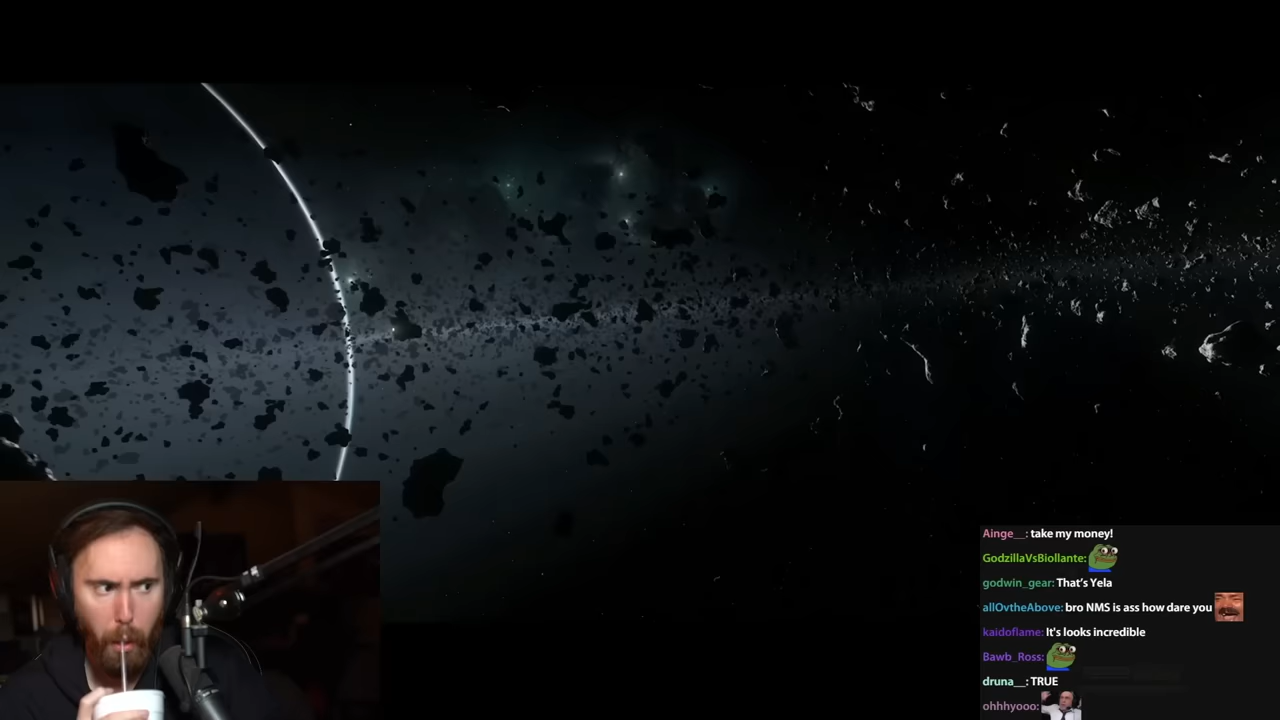 Ainge__: take my money!
GodzillaVsBiollante:
godwin_gear: That's Yela
allOvtheAbove: bro NMS is ass how dare you
kaidoflame: It's looks incredible
Bawb_Ross:
druna__: TRUE
ohhhyooo: